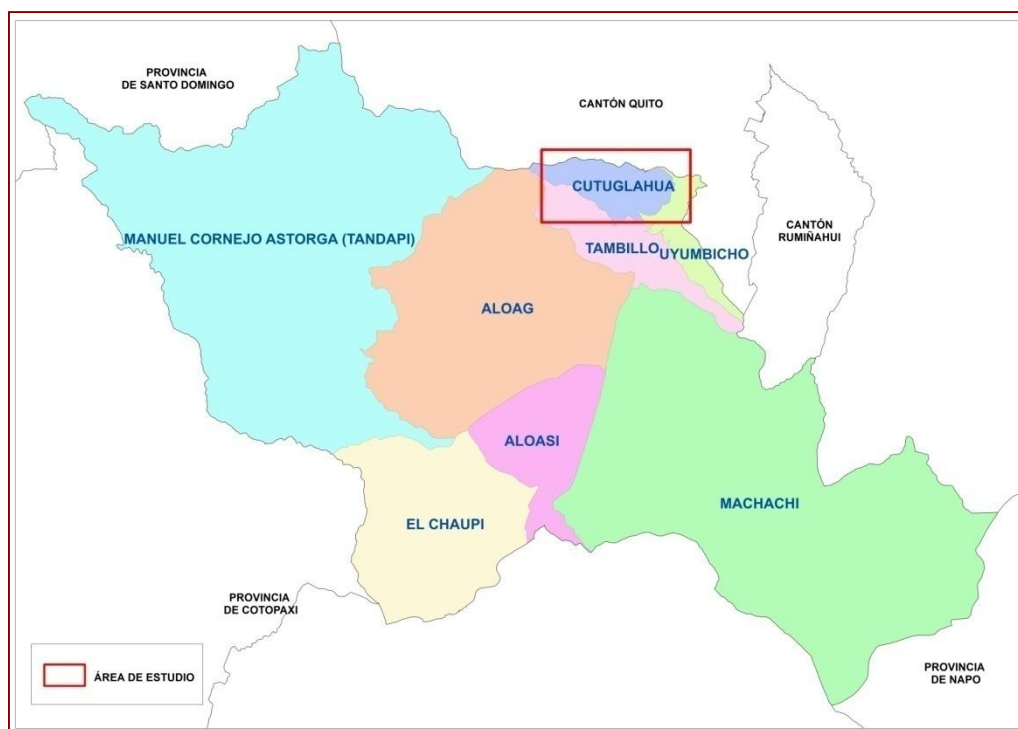 PROVINCIA
DE SANTO DOMINGO
CANTÓN QUITO
CUTUGLAHUA
CANTÓN
RUMIÑAHUI
MANUEL CORNEJO ASTORGA (TANDAPI)
TAMBILLO
UYUMBICHO
ALOAG
ALOASI
MACHACHI
EL CHAUPI
PROVINCIA
DE COTOPAXI
PROVINCIA
DE NAPO
ÁREA DE ESTUDIO